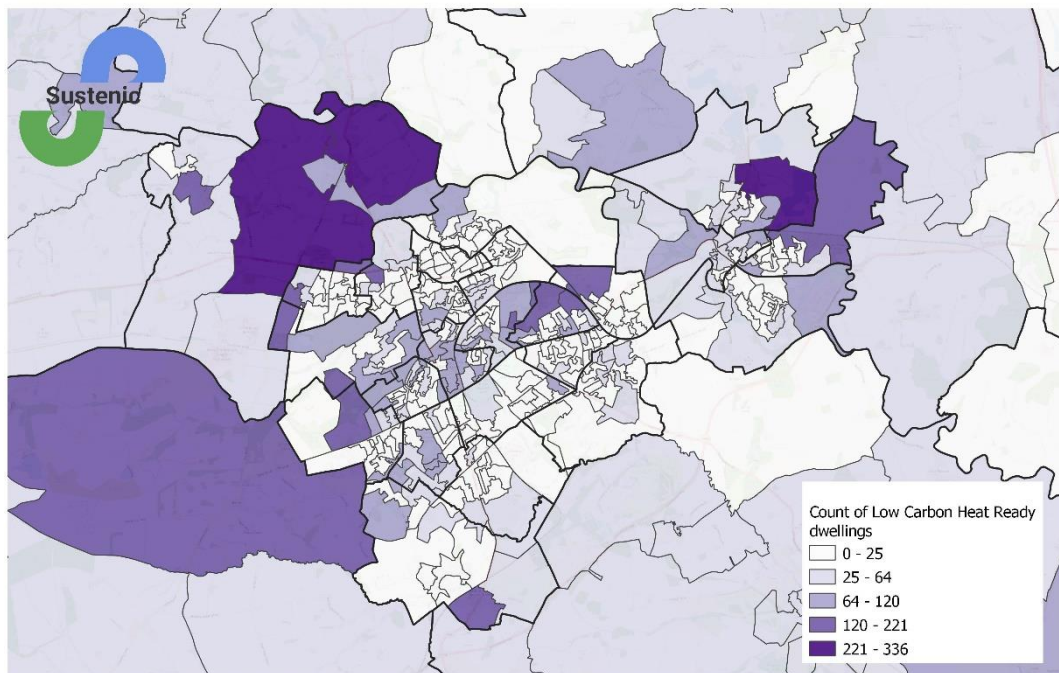 Sustenic
Count of Low Carbon Heat Ready
dwellings
0 - 25
25 - 64
64 - 120
120 - 221
221 - 336